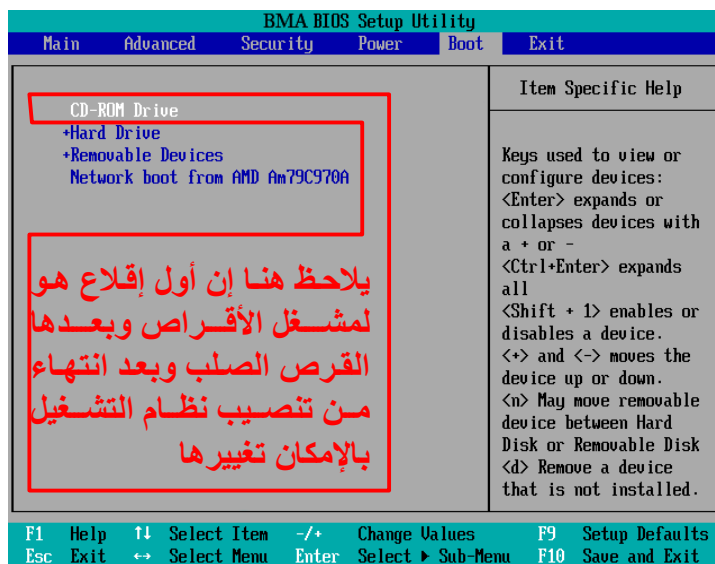 BMA BIOS Setup Utility
Main Advanced Security Power Boot Exit
CD-ROM Drive
+Hard Drive
+Removable Devices
Network boot from AMD Am79C970A
يلاحظ هنا إن أول إقلاع هو
لمشغل الأقراص وبعدها
القرص الصلب وبعد انتهاء
من تنصيب نظام التشغيل
بالإمكان تغييرها
Item Specific Help
Keys used to view or
configure devices:
<Enter> expands or
collapses devices with
a + or -
<Ctrl+Enter> expands
all
<Shift + 1> enables or
disables a device.
<+> and <-> moves the
device up or down.
<n> May move removable
device between Hard
Disk or Removable Disk
<d> Remove a device
that is not installed.
F1 Help ↑↓ Select Item -/+ Change Values F9 Setup Defaults
Esc Exit ↔ Select Menu Enter Select ▶ Sub-Menu F10 Save and Exit